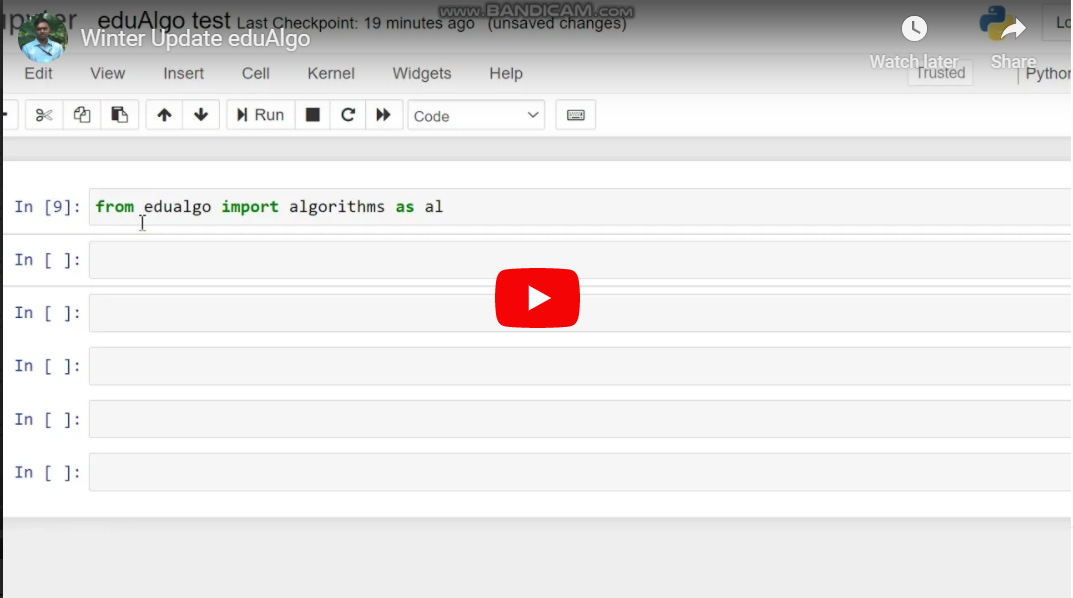 www.BANDICAM.com
eduAlgo test Last Checkpoint: 19 minutes ago (unsaved changes)
Winter Update eduAlgo
Watch later Share
Edit View Insert Cell Kernel Widgets Help Trusted Python
Run Code
In [9]: from edualgo import algorithms as al
In [ ]:
In [ ]:
In [ ]:
In [ ]:
In [ ]: